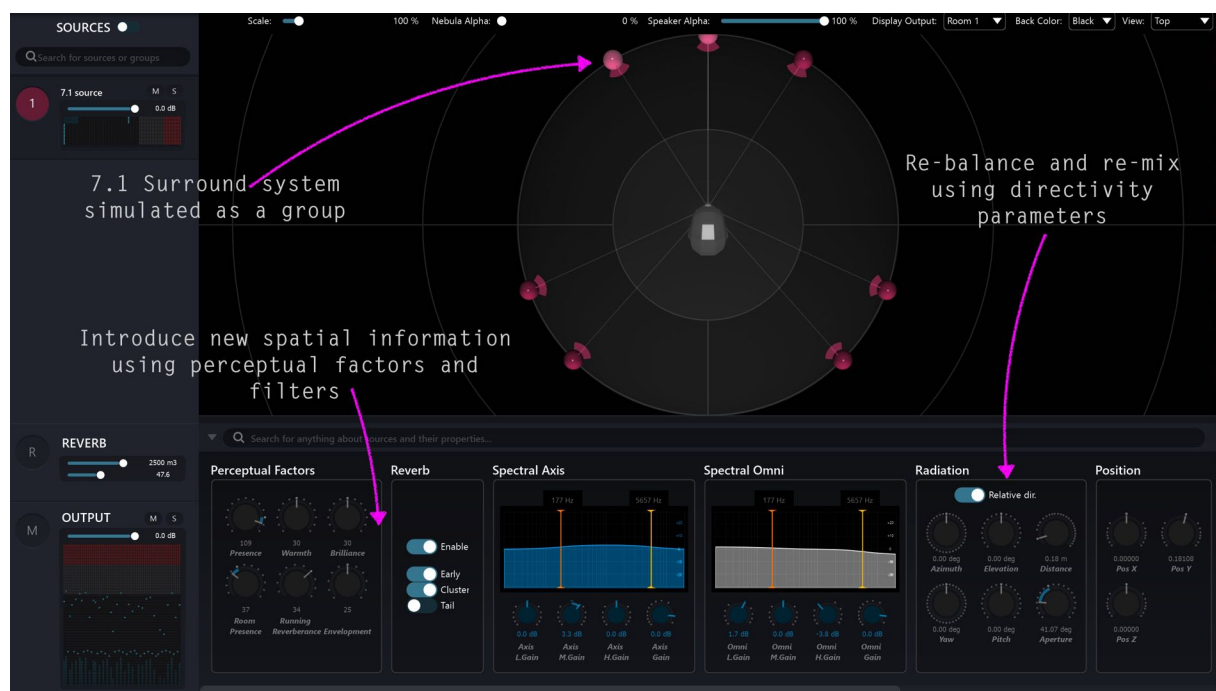 SOURCES
Scale: 100 % Nebula Alpha: 0 % Speaker Alpha: 100 % Display Output: Room 1 Back Color: Black View: Top
Search for sources or groups
1 7.1 source M S
0.0 dB
7.1 Surround system
simulated as a group
Re-balance and re-mix
using directivity
parameters
Introduce new spatial information
using perceptual factors and
filters
R REVERB
2500 m3
47.6
M OUTPUT M S
0.0 dB
Search for anything about sources and their properties...
Perceptual Factors
109 30 30
Presence Warmth Brilliance
37 34 25
Room Running
Presence Reverberance Envelopment
Reverb
Enable
Early
Cluster
Tail
Spectral Axis
177 Hz 5657 Hz
0.0 dB 3.3 dB 0.0 dB 0.0 dB
Axis Axis Axis Axis
L.Gain M.Gain H.Gain Gain
Spectral Omni
177 Hz 5657 Hz
1.7 dB 0.0 dB -3.8 dB 0.0 dB
Omni Omni Omni Omni
L.Gain M.Gain H.Gain Gain
Radiation
Relative dir.
0.00 deg 0.00 deg 0.18 m
Azimuth Elevation Distance
0.00 deg 0.00 deg 41.07 deg
Yaw Pitch Aperture
Position
0.00000 0.18108
Pos X Pos Y
0.00000
Pos Z